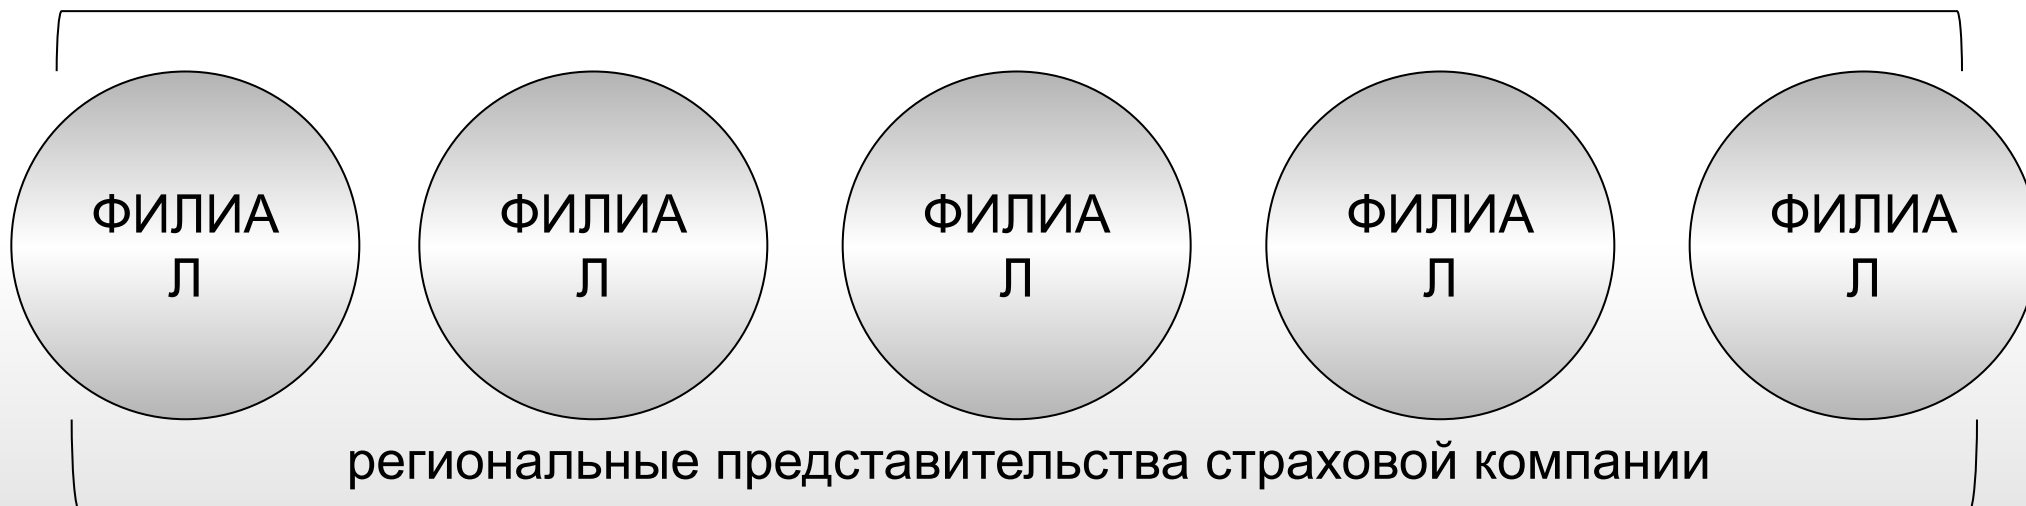 ФИЛИА
Л
ФИЛИА
Л
ФИЛИА
Л
ФИЛИА
Л
ФИЛИА
Л
региональные представительства страховой компании